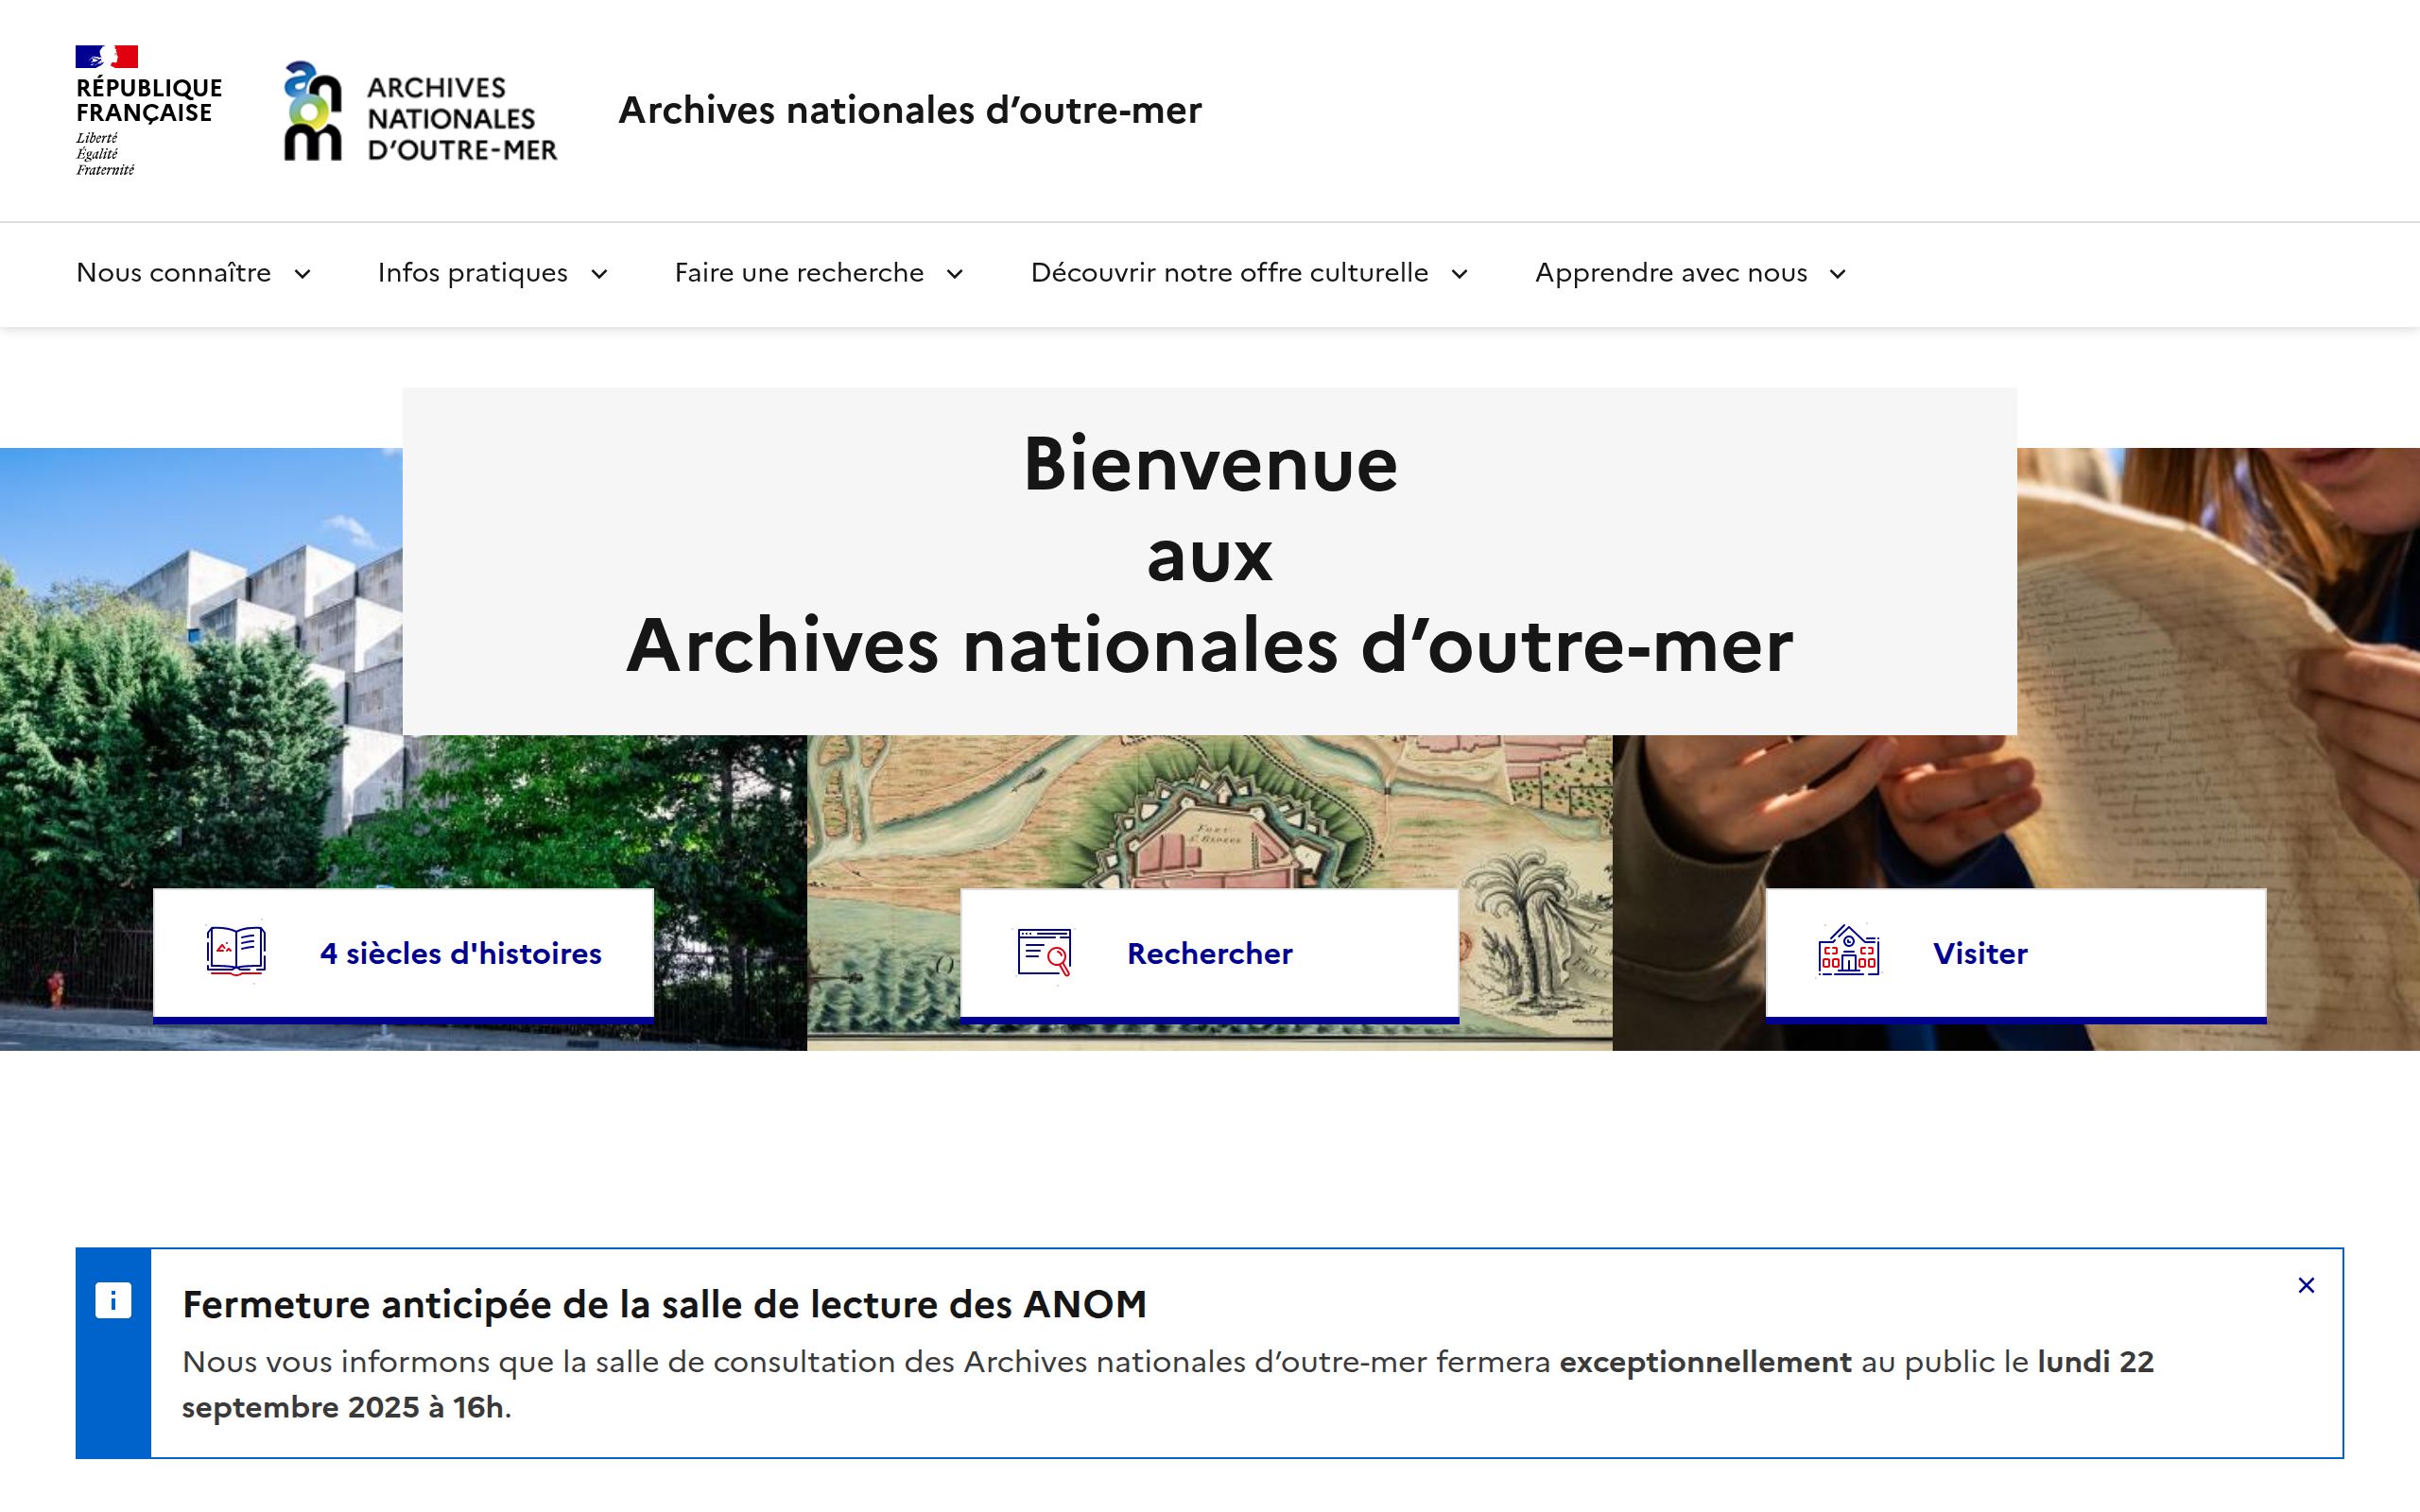 RÉPUBLIQUE
FRANÇAISE
Liberté
Égalité
Fraternité
anom
ARCHIVES
NATIONALES
D'OUTRE-MER
Archives nationales d’outre-mer
Nous connaître
Infos pratiques
Faire une recherche
Découvrir notre offre culturelle
Apprendre avec nous
Bienvenue
aux
Archives nationales d’outre-mer
4 siècles d'histoires
Rechercher
Visiter
Fermeture anticipée de la salle de lecture des ANOM
Nous vous informons que la salle de consultation des Archives nationales d’outre-mer fermera exceptionnellement au public le lundi 22
septembre 2025 à 16h.